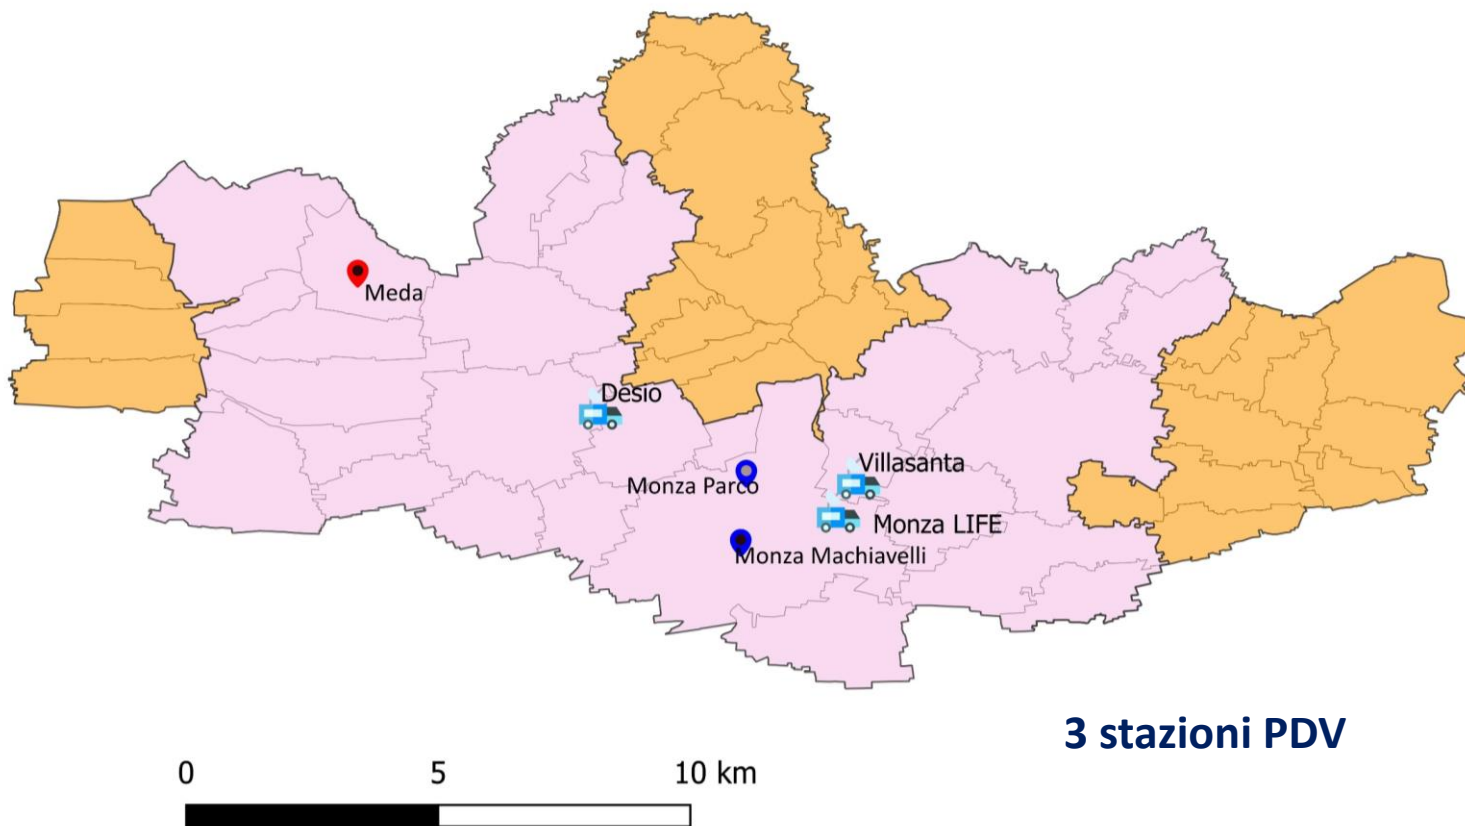 Meda
Desio
Villasanta
Monza Parco
Monza LIFE
Monza Machiavelli
3 stazioni PDV
0 5 10 km